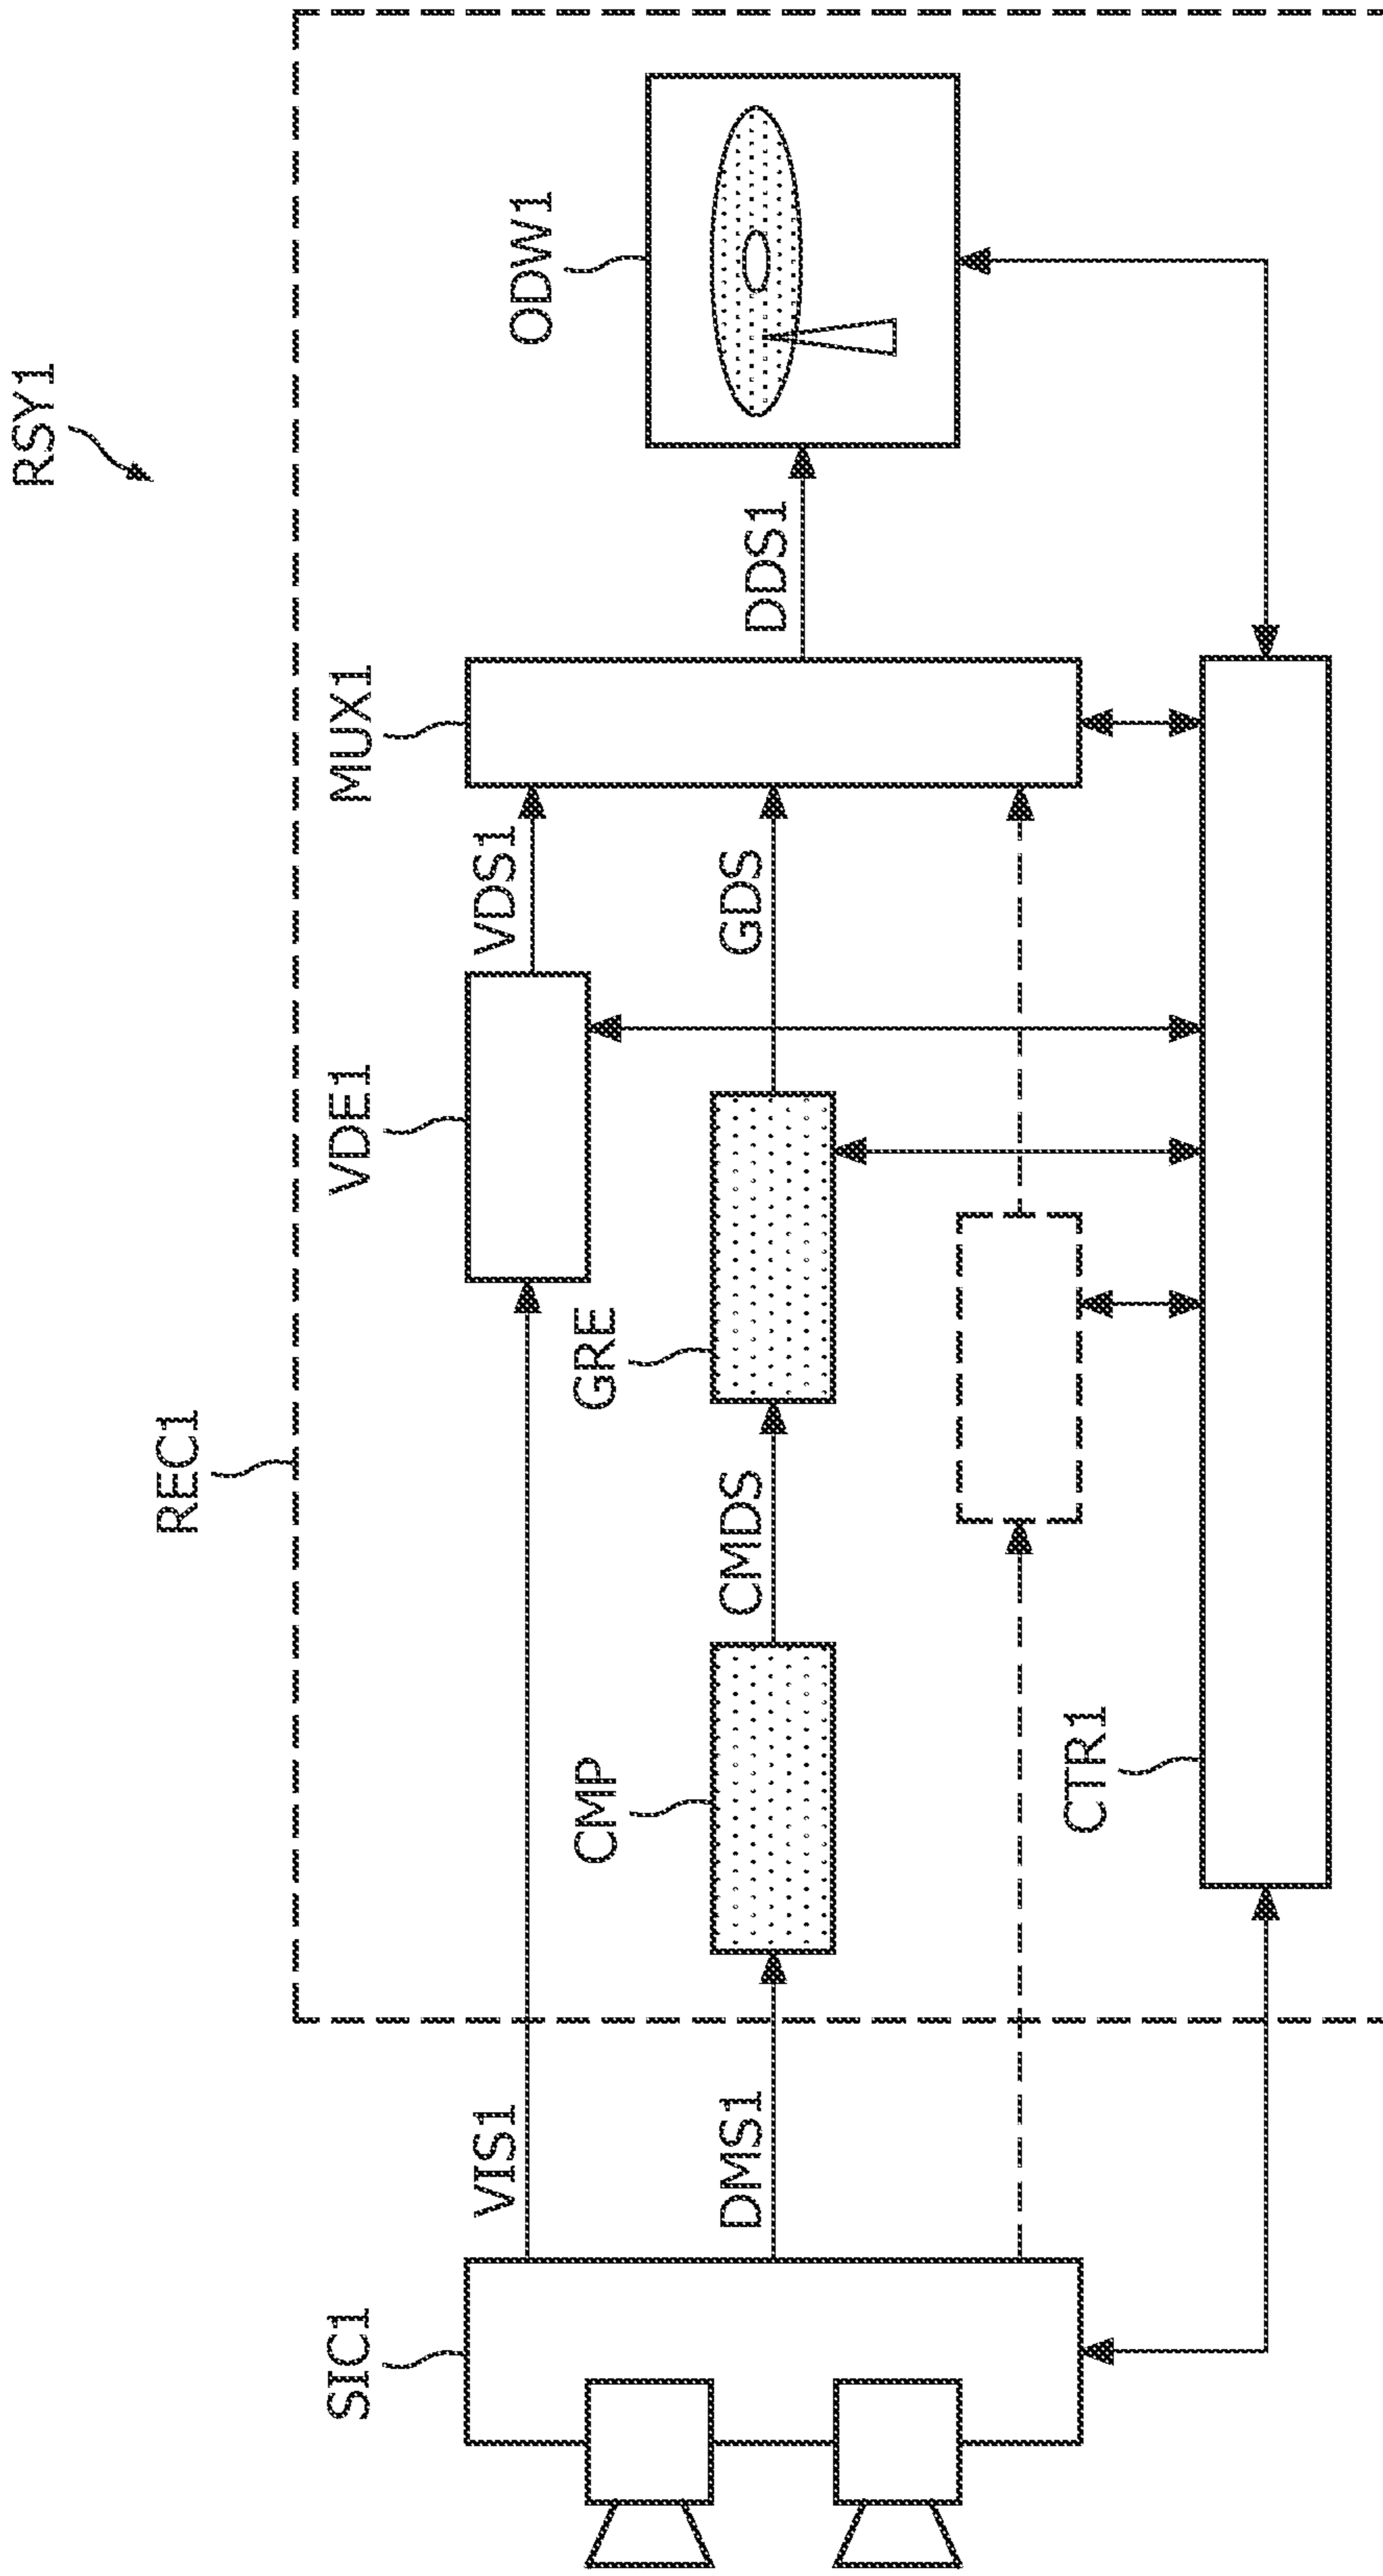 RSY1
REC1
SIC1
VDE1
MUX1
ODW1
VIS1
VDS1
CMP
GRE
DMS1
CMDS
GDS
DDS1
CTR1